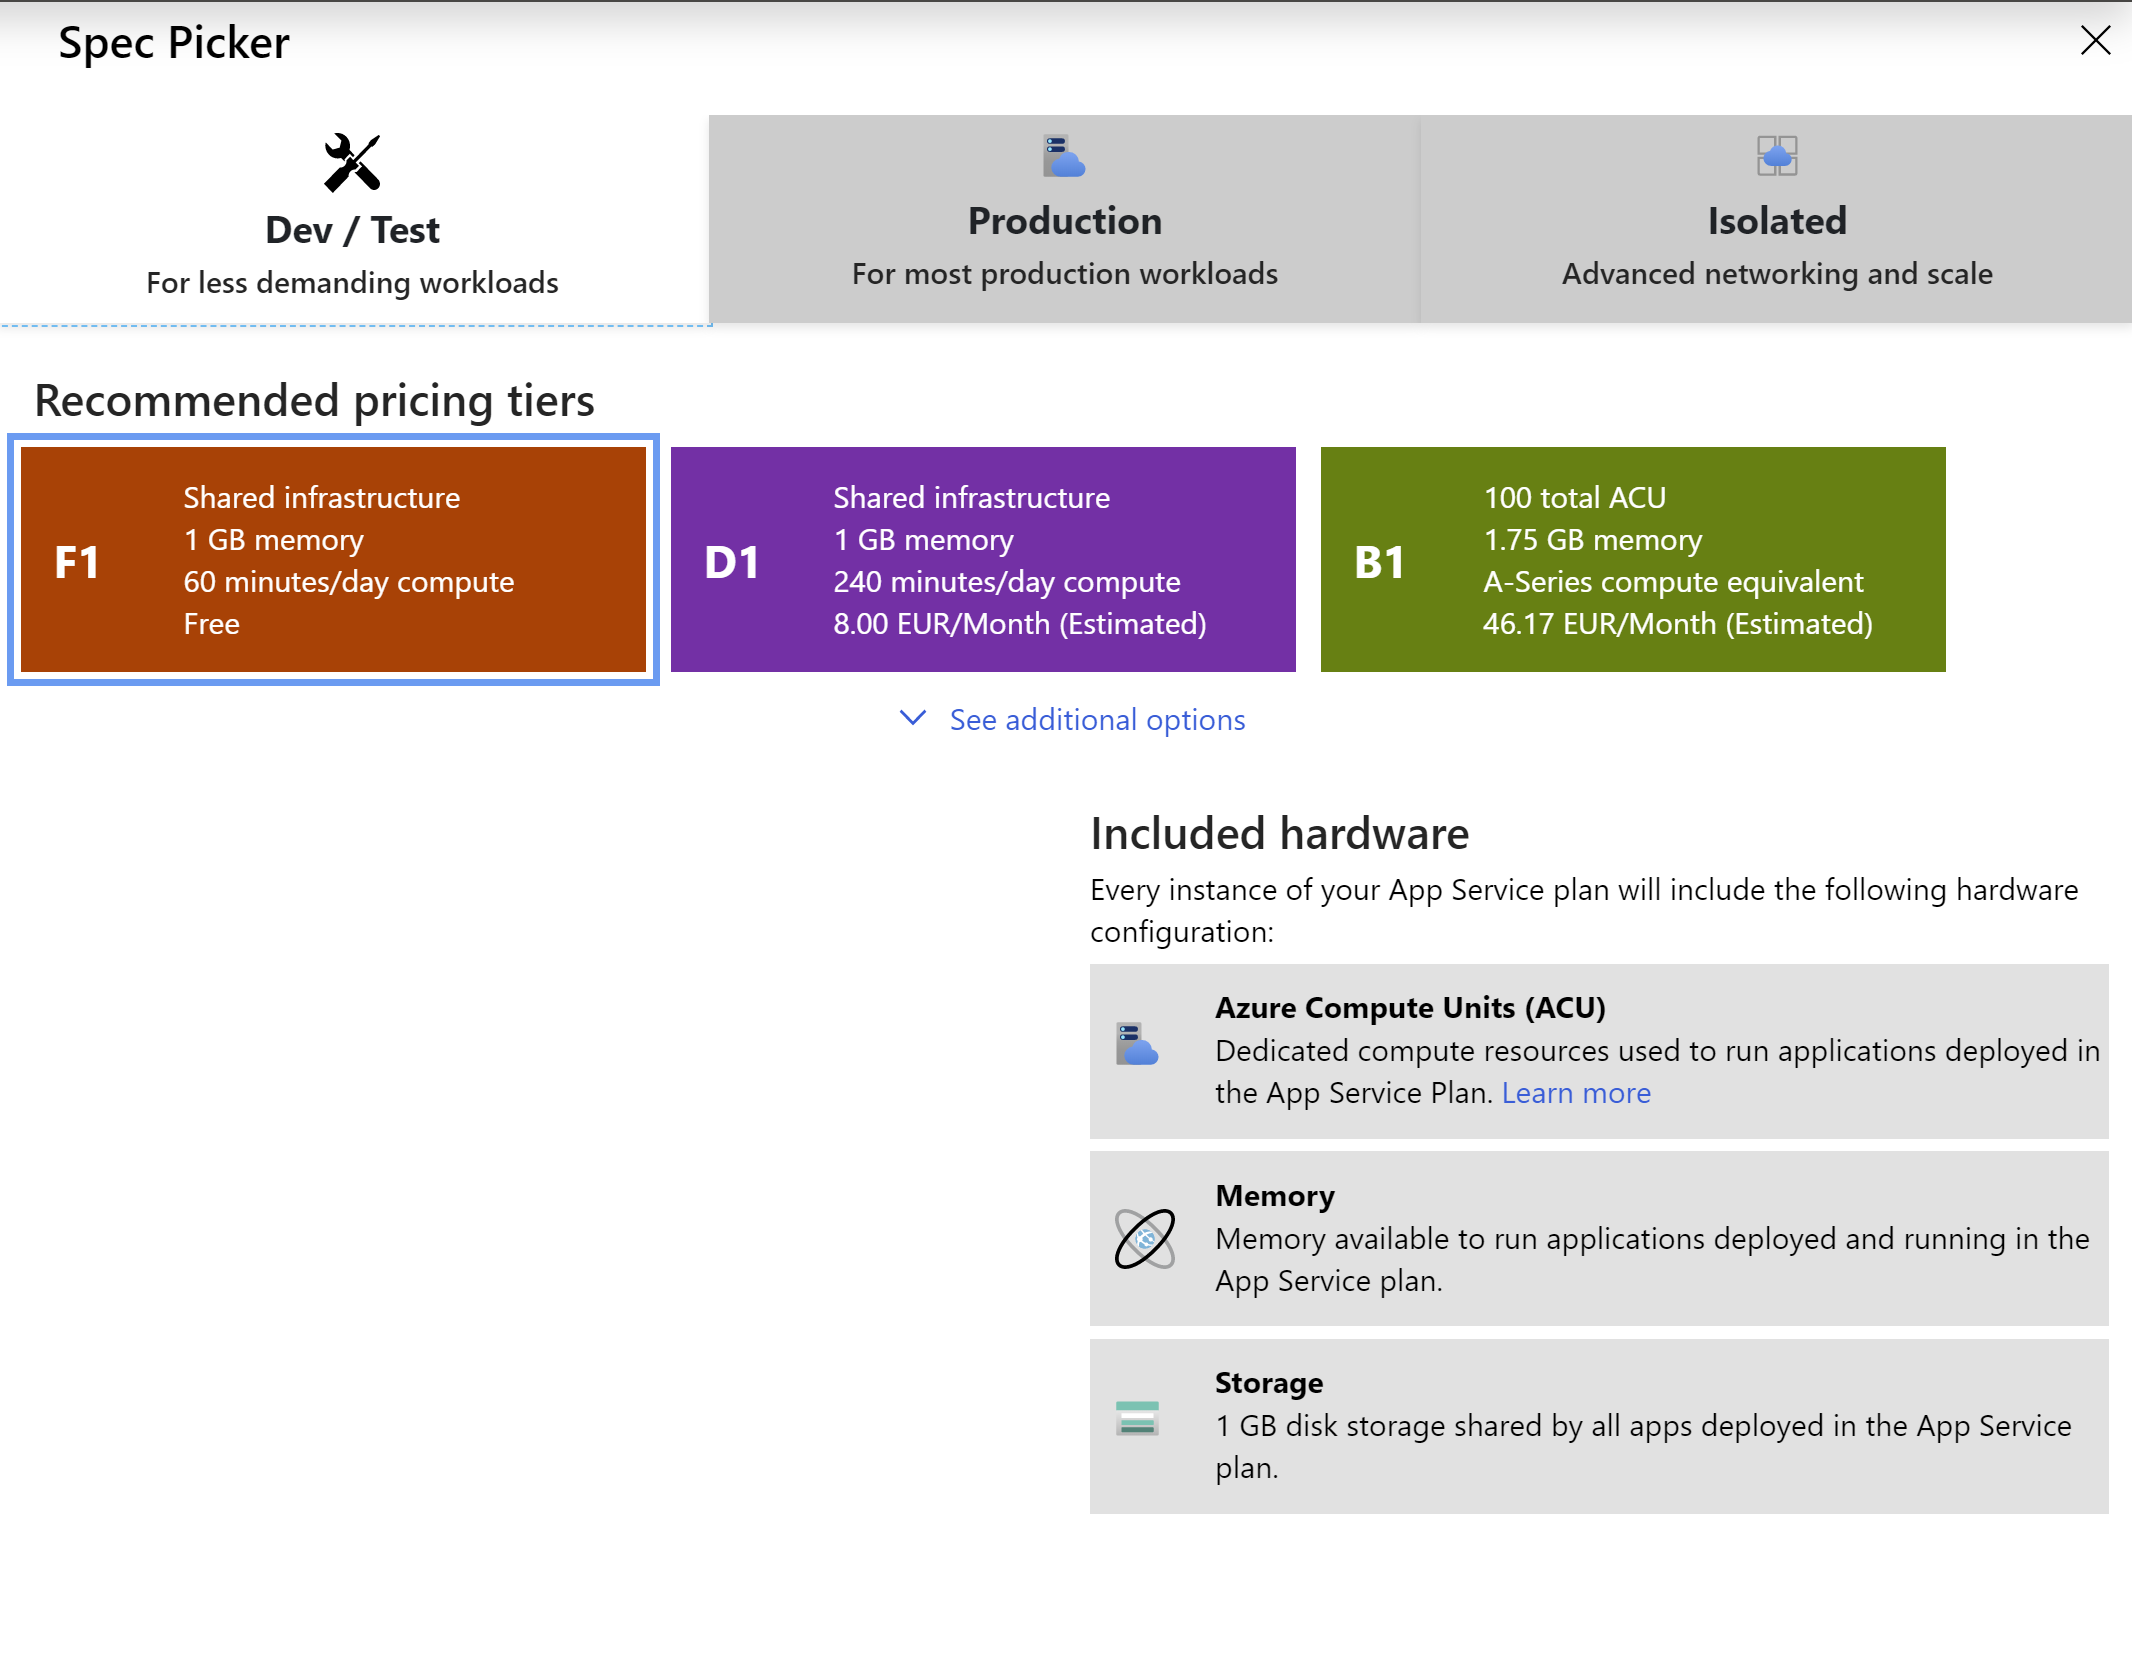 Spec Picker
Dev / Test
For less demanding workloads
Production
For most production workloads
Isolated
Advanced networking and scale
Recommended pricing tiers
F1
Shared infrastructure
1 GB memory
60 minutes/day compute
Free
D1
Shared infrastructure
1 GB memory
240 minutes/day compute
8.00 EUR/Month (Estimated)
B1
100 total ACU
1.75 GB memory
A-Series compute equivalent
46.17 EUR/Month (Estimated)
See additional options
Included hardware
Every instance of your App Service plan will include the following hardware
configuration:
Azure Compute Units (ACU)
Dedicated compute resources used to run applications deployed in
the App Service Plan. Learn more
Memory
Memory available to run applications deployed and running in the
App Service plan.
Storage
1 GB disk storage shared by all apps deployed in the App Service
plan.